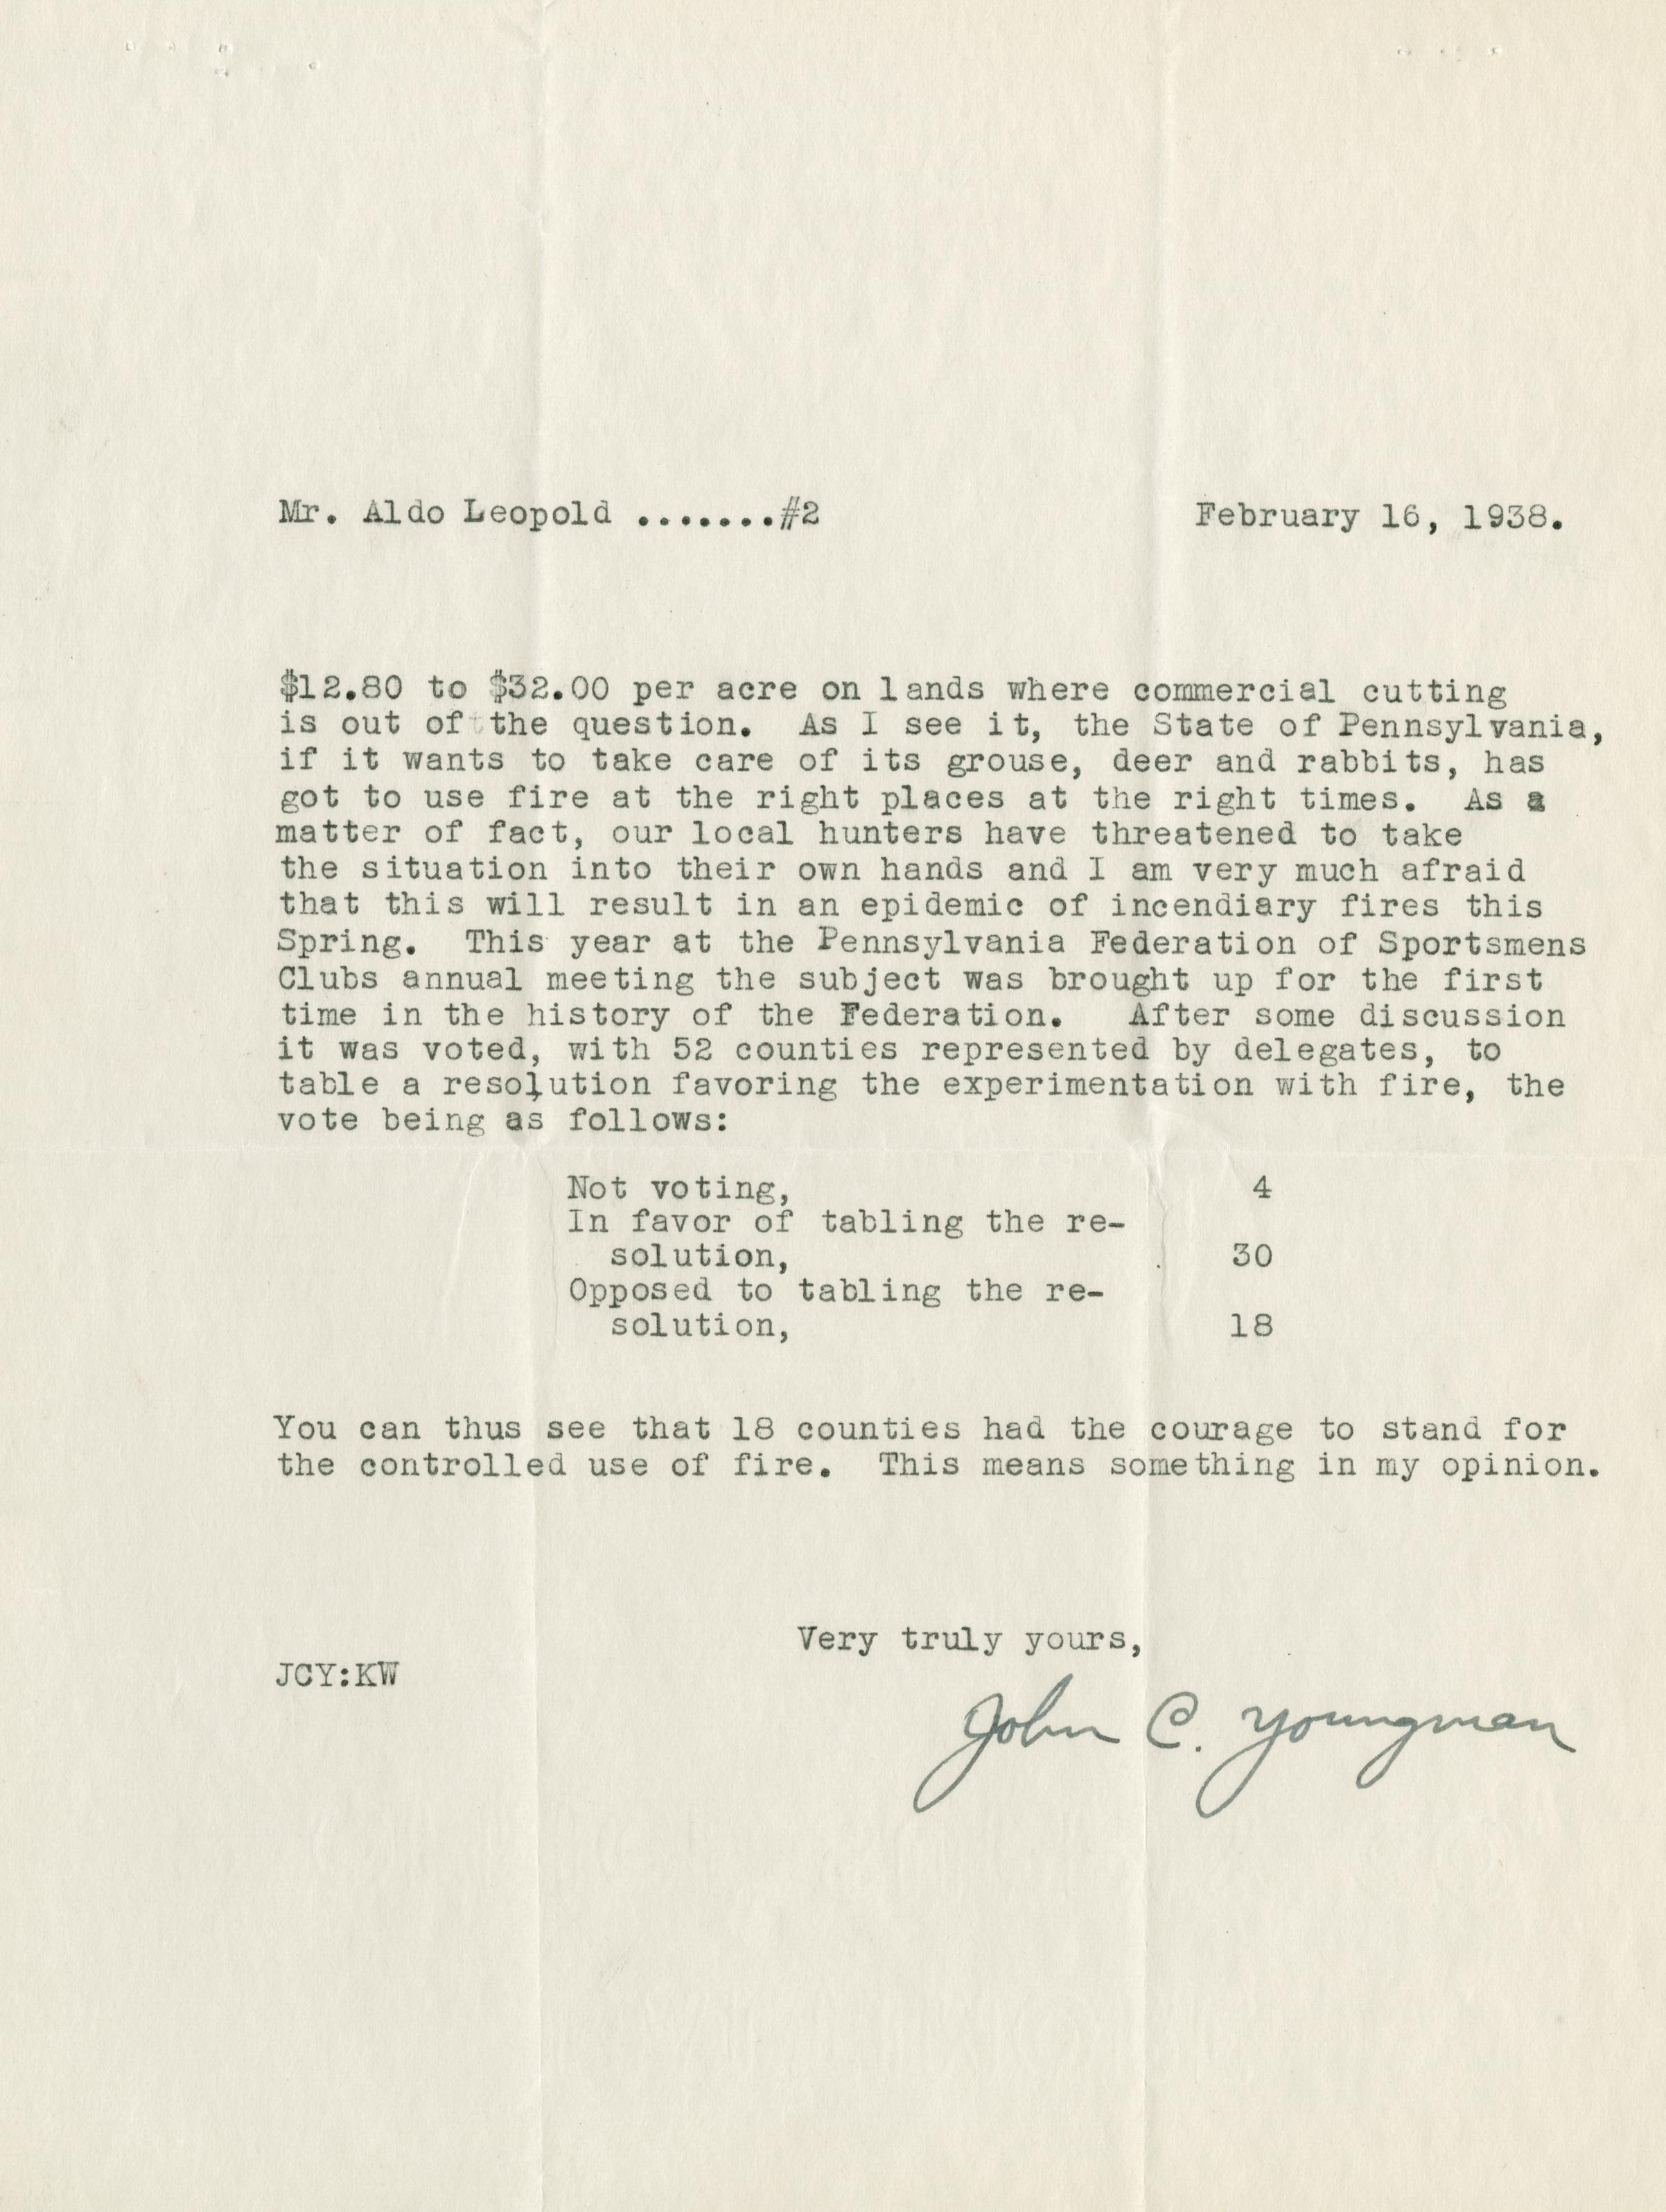 Mr. Aldo Leopold .......#2 February 16, 1938.
$12.80 to $32.00 per acre on lands where commercial cutting
is out of the question. As I see it, the State of Pennsylvania,
if it wants to take care of its grouse, deer and rabbits, has
got to use fire at the right places at the right times. As a
matter of fact, our local hunters have threatened to take
the situation into their own hands and I am very much afraid
that this will result in an epidemic of incendiary fires this
Spring. This year at the Pennsylvania Federation of Sportsmens
Clubs annual meeting the subject was brought up for the first
time in the history of the Federation. After some discussion
it was voted, with 52 counties represented by delegates, to
table a resolution favoring the experimentation with fire, the
vote being as follows:
Not voting, 4
In favor of tabling the re-
solution, 30
Opposed to tabling the re-
solution, 18
You can thus see that 18 counties had the courage to stand for
the controlled use of fire. This means something in my opinion.
Very truly yours,
JCY:KW
John C. Youngman